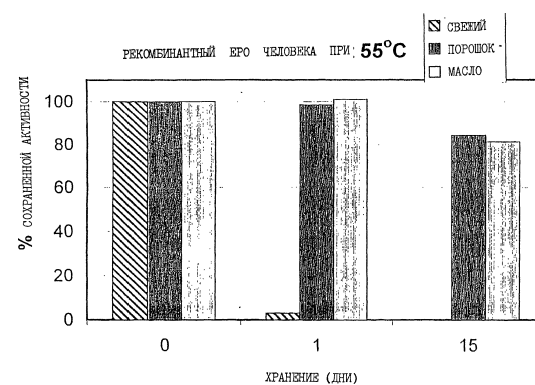 СВЕЖИЙ
ПОРОШОК
МАСЛО
РЕКОМБИНАНТНЫЙ ЕРО ЧЕЛОВЕКА ПРИ 55°C
% СОХРАНЕННОЙ АКТИВНОСТИ
100
80
60
40
20
0
0 1 15
ХРАНЕНИЕ (ДНИ)